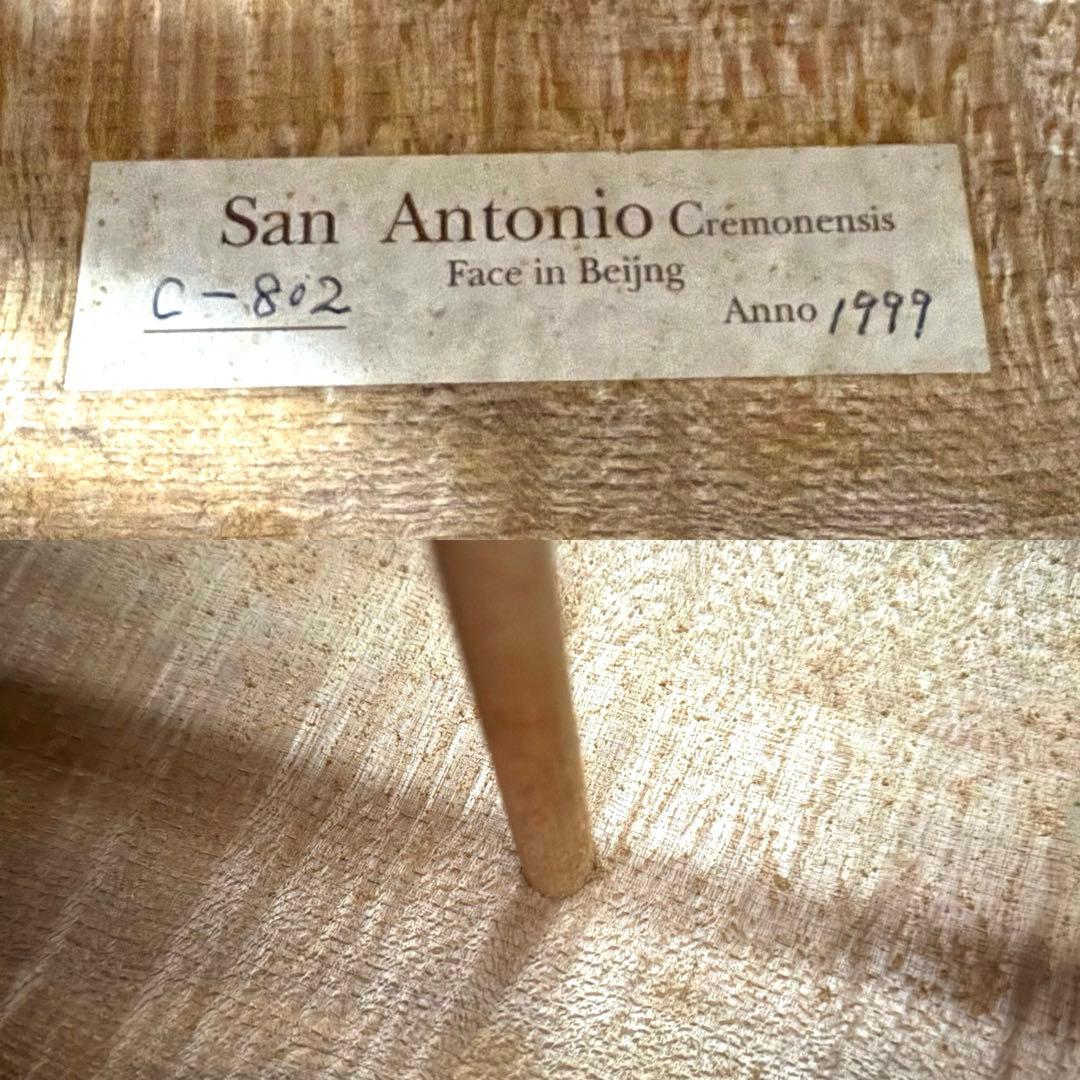 San Antonio Cremonensis
Face in Beijng
C-802
Anno 1999